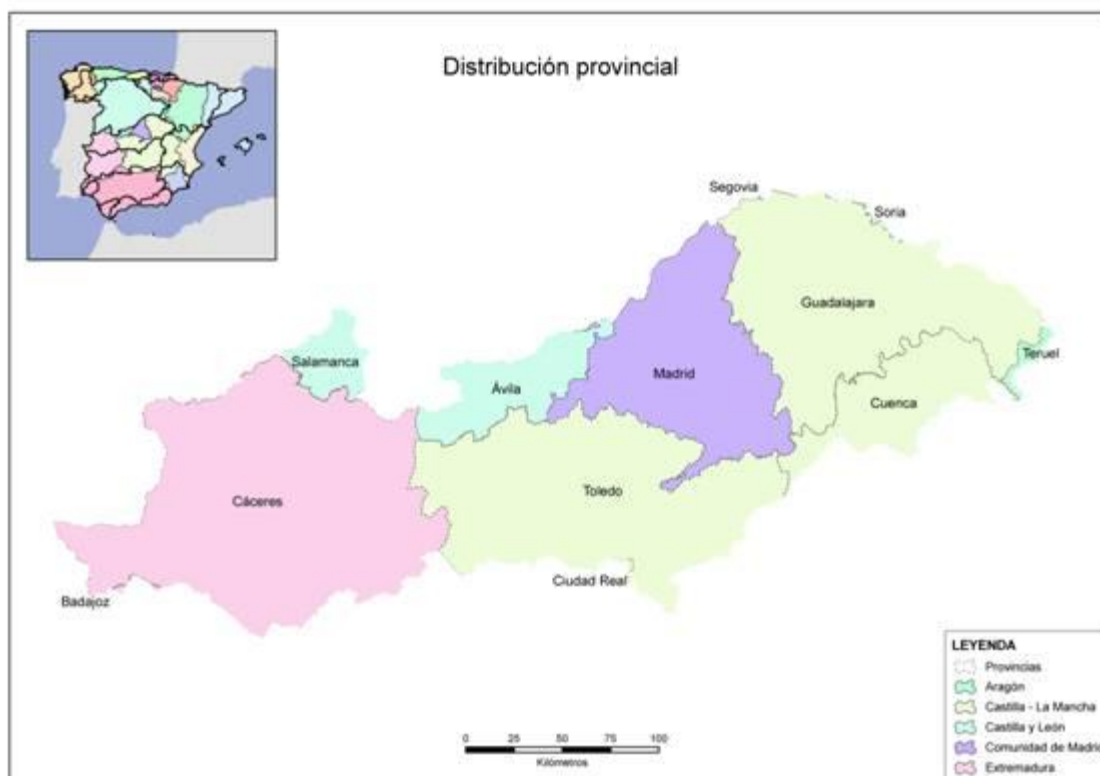 Distribución provincial
Segovia
Soria
Guadalajara
Salamanca
Teruel
Madrid
Ávila
Cuenca
Cáceres
Toledo
Ciudad Real
Badajoz
LEYENDA
Provincias
Aragón
Castilla - La Mancha
Castilla y León
Comunidad de Madrid
Extremadura
0 25 50 75 100
Kilómetros